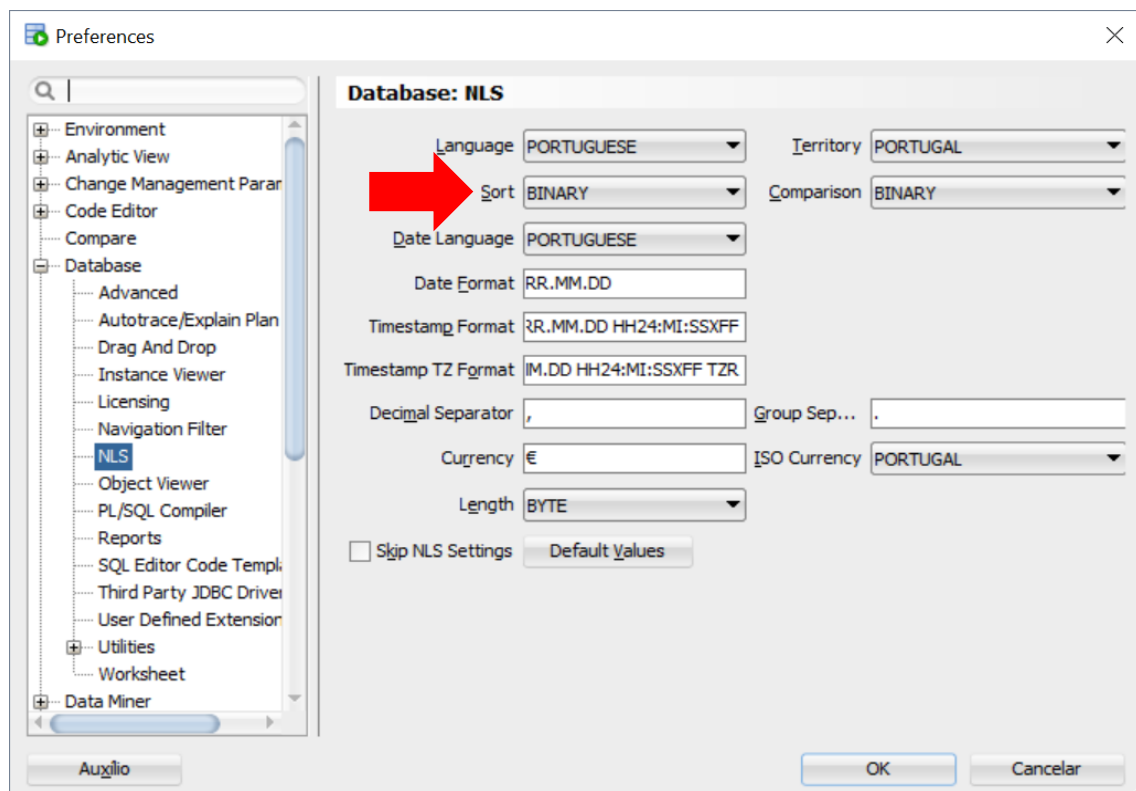 Preferences
Database: NLS
Environment
Analytic View
Change Management Parar
Code Editor
Compare
Database
Advanced
Autotrace/Explain Plan
Drag And Drop
Instance Viewer
Licensing
Navigation Filter
NLS
Object Viewer
PL/SQL Compiler
Reports
SQL Editor Code Templa
Third Party JDBC Driver
User Defined Extension
Utilities
Worksheet
Data Miner
Language PORTUGUESE Territory PORTUGAL
Sort BINARY Comparison BINARY
Date Language PORTUGUESE
Date Format RR.MM.DD
Timestamp Format RR.MM.DD HH24:MI:SSXFF
Timestamp TZ Format M.DD HH24:MI:SSXFF TZR
Decimal Separator , Group Sep... .
Currency € ISO Currency PORTUGAL
Length BYTE
Skip NLS Settings Default Values
Auxílio OK Cancelar